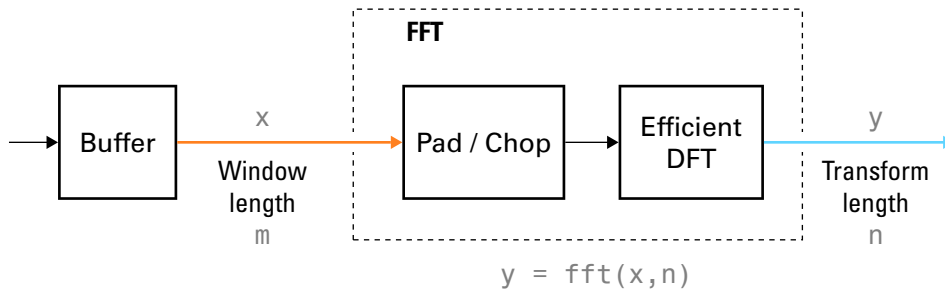 FFT
Buffer
x
Window
length
m
Pad / Chop
Efficient
DFT
y
Transform
length
n
y = fft(x,n)